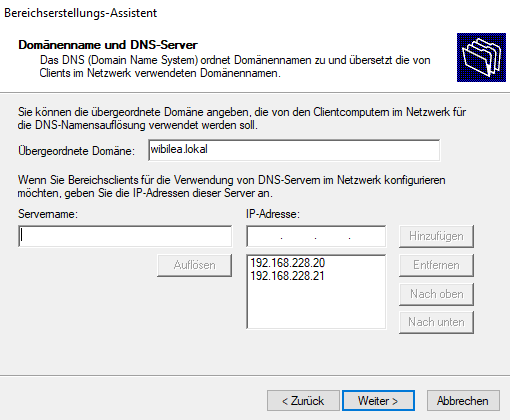 Bereichserstellungs-Assistent
Domänenname und DNS-Server
Das DNS (Domain Name System) ordnet Domänennamen zu und übersetzt die von
Clients im Netzwerk verwendeten Domänennamen.
Sie können die übergeordnete Domäne angeben, die von den Clientcomputern im Netzwerk für
die DNS-Namensauflösung verwendet werden soll.
Übergeordnete Domäne: wibilea.lokal
Wenn Sie Bereichsclients für die Verwendung von DNS-Servern im Netzwerk konfigurieren
möchten, geben Sie die IP-Adressen dieser Server an.
Servername: IP-Adresse:
. . . Hinzufügen
Auflösen 192.168.228.20 Entfernen
192.168.228.21
Nach oben
Nach unten
< Zurück Weiter > Abbrechen